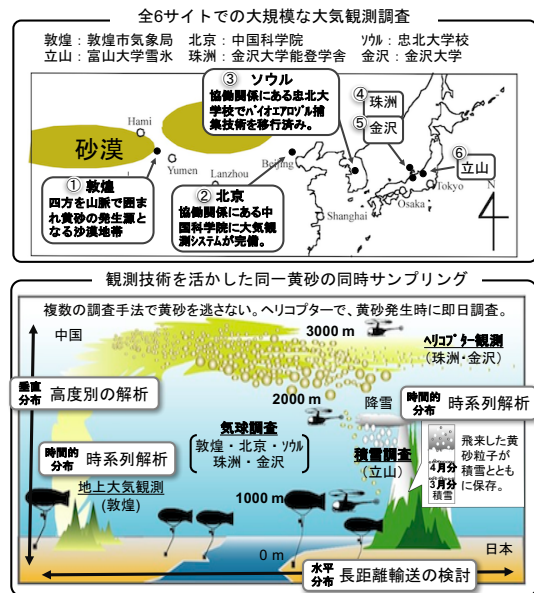 全6サイトでの大規模な大気観測調査
敦煌：敦煌市気象局　北京：中国科学院　ソウル：忠北大学校
立山：富山大学雪氷　珠洲：金沢大学能登学舎　金沢：金沢大学
③ ソウル
協働関係にある忠北大
学校でバイオエアロゾル捕
集技術を移行済み。
④ 珠洲
⑤ 金沢
⑥ 立山
Hami
砂漠
Yumen
Lanzhou
Beijing
Tokyo
Osaka
Shanghai
N
① 敦煌
四方を山脈で囲ま
れ黄砂の発生源と
なる沙漠地帯
② 北京
協働関係にある中
国科学院に大気観
測システムが完備。
観測技術を活かした同一黄砂の同時サンプリング
複数の調査手法で黄砂を逃さない。ヘリコプターで、黄砂発生時に即日調査。
中国
3000 m
ヘリコプター観測
（珠洲・金沢）
垂直
分布 高度別の解析
2000 m
降雪
時間的
分布 時系列解析
気球調査
敦煌・北京・ソウル
珠洲・金沢
積雪調査
（立山）
飛来した黄
砂粒子が
積雪ととも
に保存。
4月分
3月分
積雪
時間的
分布 時系列解析
地上大気観測
（敦煌）
1000 m
0 m
日本
水平
分布 長距離輸送の検討